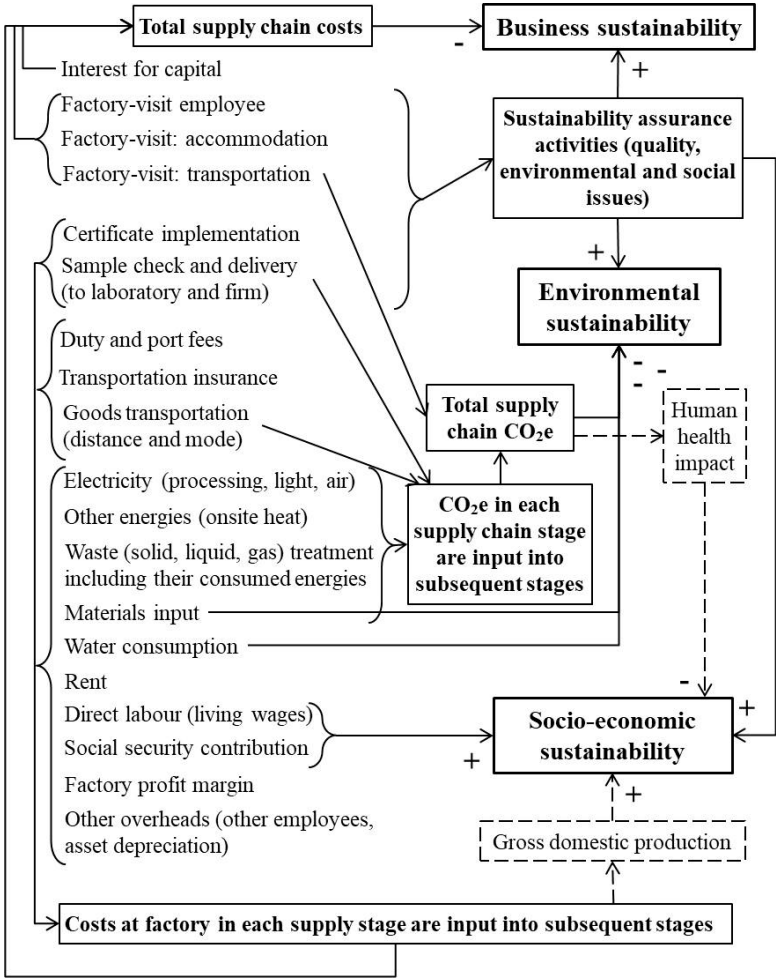 Total supply chain costs
Business sustainability
-
+
Interest for capital
Factory-visit employee
Factory-visit: accommodation
Factory-visit: transportation
Sustainability assurance
activities (quality,
environmental and social
issues)
+
Certificate implementation
Sample check and delivery
(to laboratory and firm)
Environmental
sustainability
Duty and port fees
Transportation insurance
Goods transportation
(distance and mode)
-
-
-
Total supply
chain CO₂e
Human
health
impact
Electricity (processing, light, air)
Other energies (onsite heat)
Waste (solid, liquid, gas) treatment
including their consumed energies
Materials input
Water consumption
CO₂e in each
supply chain stage
are input into
subsequent stages
Rent
Direct labour (living wages)
Social security contribution
Factory profit margin
Other overheads (other employees,
asset depreciation)
-
+
Socio-economic
sustainability
+
+
Gross domestic production
Costs at factory in each supply stage are input into subsequent stages